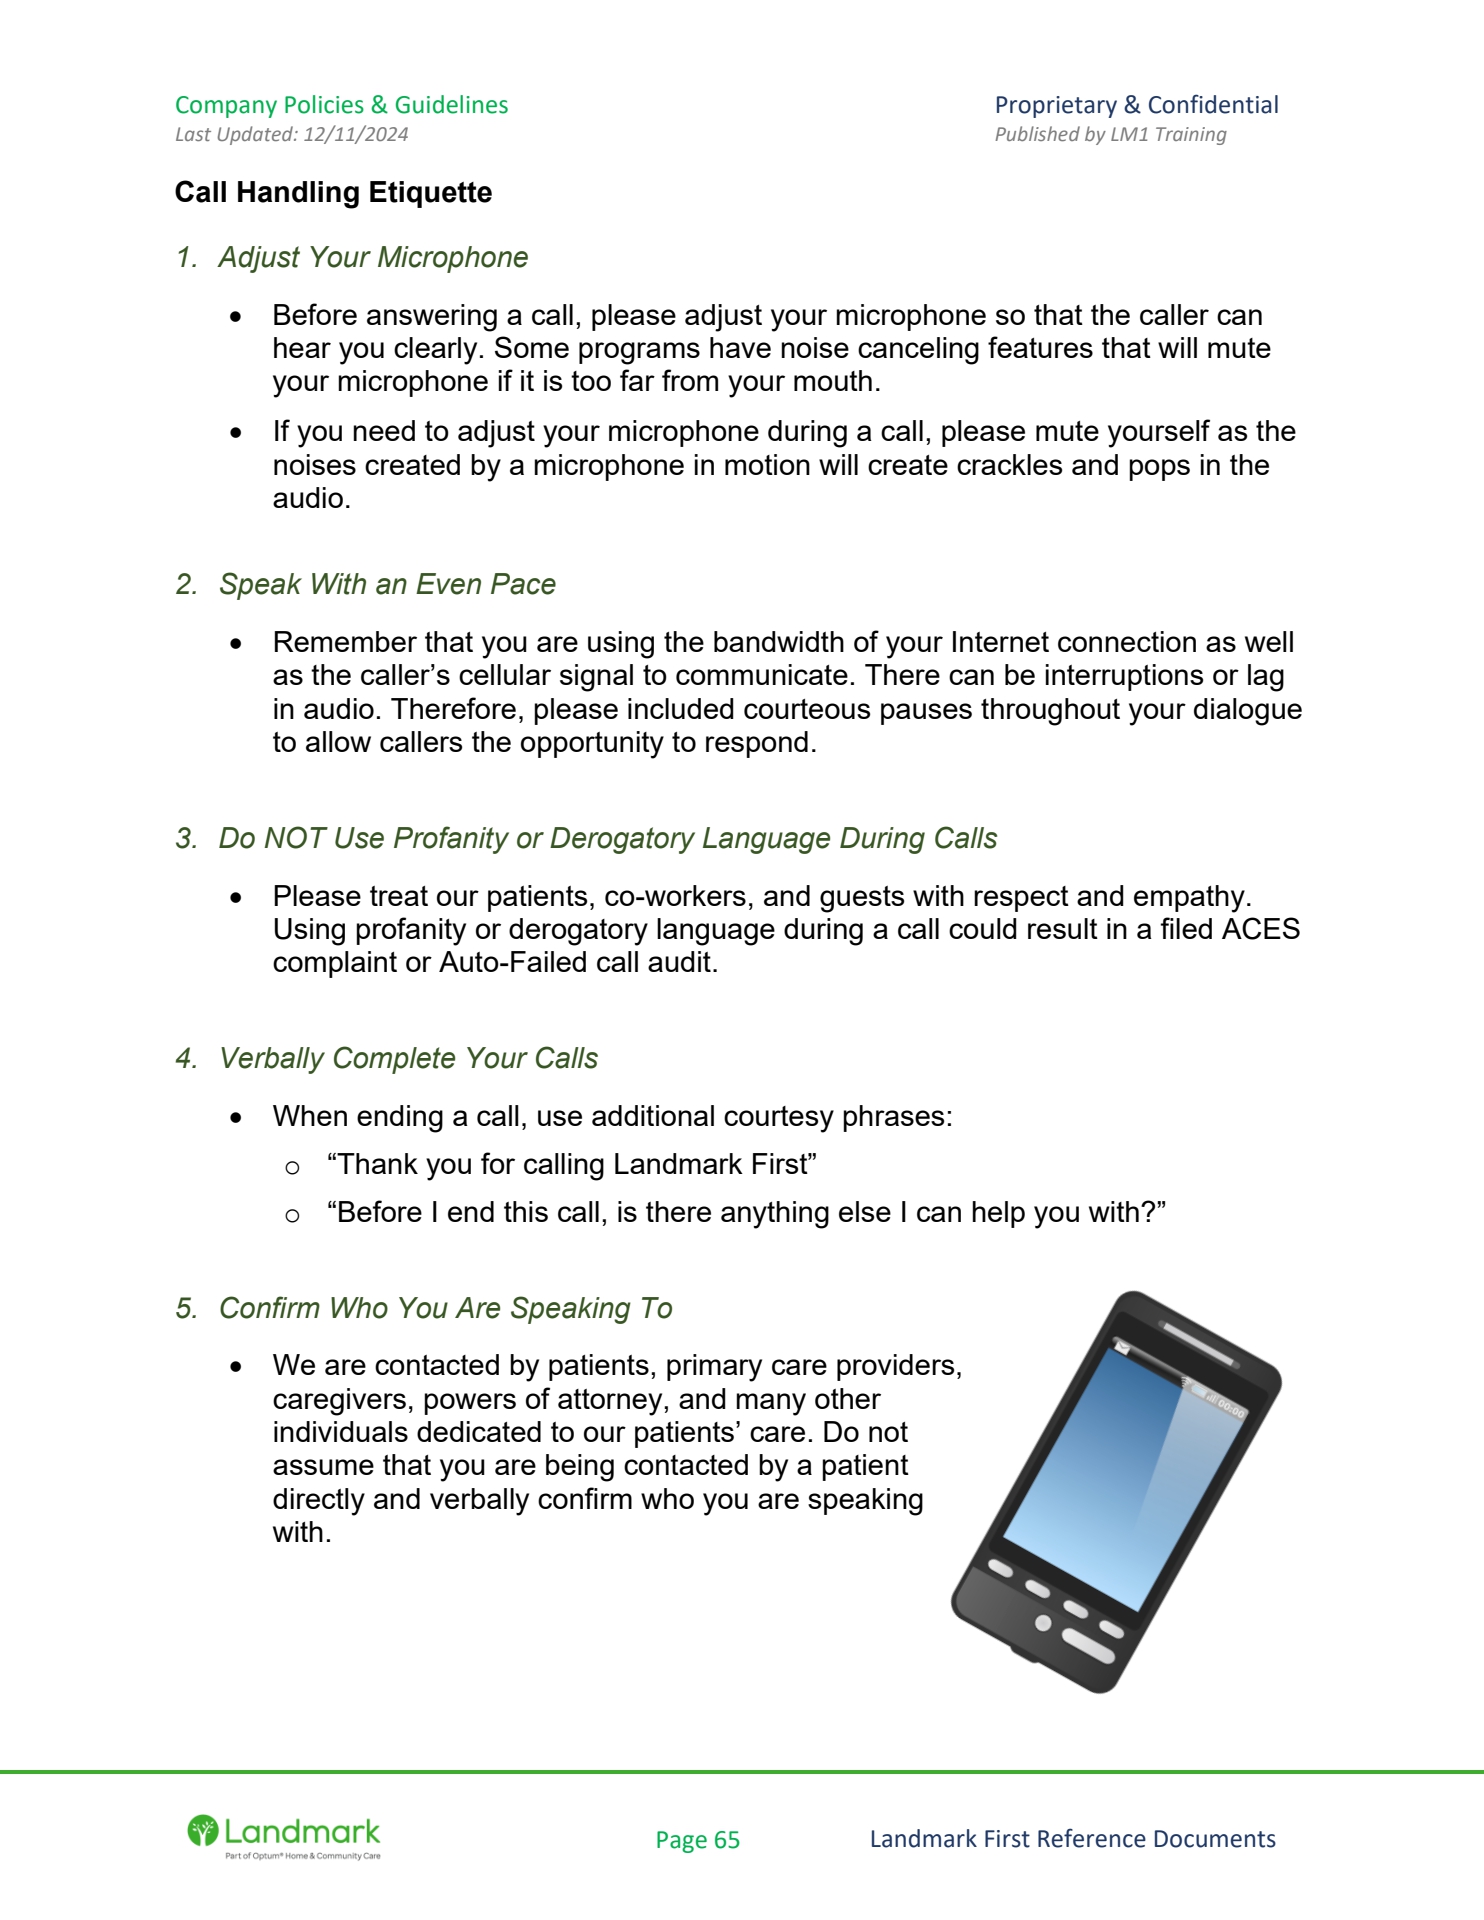 Company Policies & Guidelines
Proprietary & Confidential
Last Updated: 12/11/2024
Published by LM1 Training
Call Handling Etiquette
1. Adjust Your Microphone
• Before answering a call, please adjust your microphone so that the caller can
hear you clearly. Some programs have noise canceling features that will mute
your microphone if it is too far from your mouth.
• If you need to adjust your microphone during a call, please mute yourself as the
noises created by a microphone in motion will create crackles and pops in the
audio.
2. Speak With an Even Pace
• Remember that you are using the bandwidth of your Internet connection as well
as the caller’s cellular signal to communicate. There can be interruptions or lag
in audio. Therefore, please included courteous pauses throughout your dialogue
to allow callers the opportunity to respond.
3. Do NOT Use Profanity or Derogatory Language During Calls
• Please treat our patients, co-workers, and guests with respect and empathy.
Using profanity or derogatory language during a call could result in a filed ACES
complaint or Auto-Failed call audit.
4. Verbally Complete Your Calls
• When ending a call, use additional courtesy phrases:
o “Thank you for calling Landmark First”
o “Before I end this call, is there anything else I can help you with?”
5. Confirm Who You Are Speaking To
• We are contacted by patients, primary care providers,
caregivers, powers of attorney, and many other
individuals dedicated to our patients’ care. Do not
assume that you are being contacted by a patient
directly and verbally confirm who you are speaking
with.
00:00
Landmark
Part of Optum® Home & Community Care
Page 65
Landmark First Reference Documents